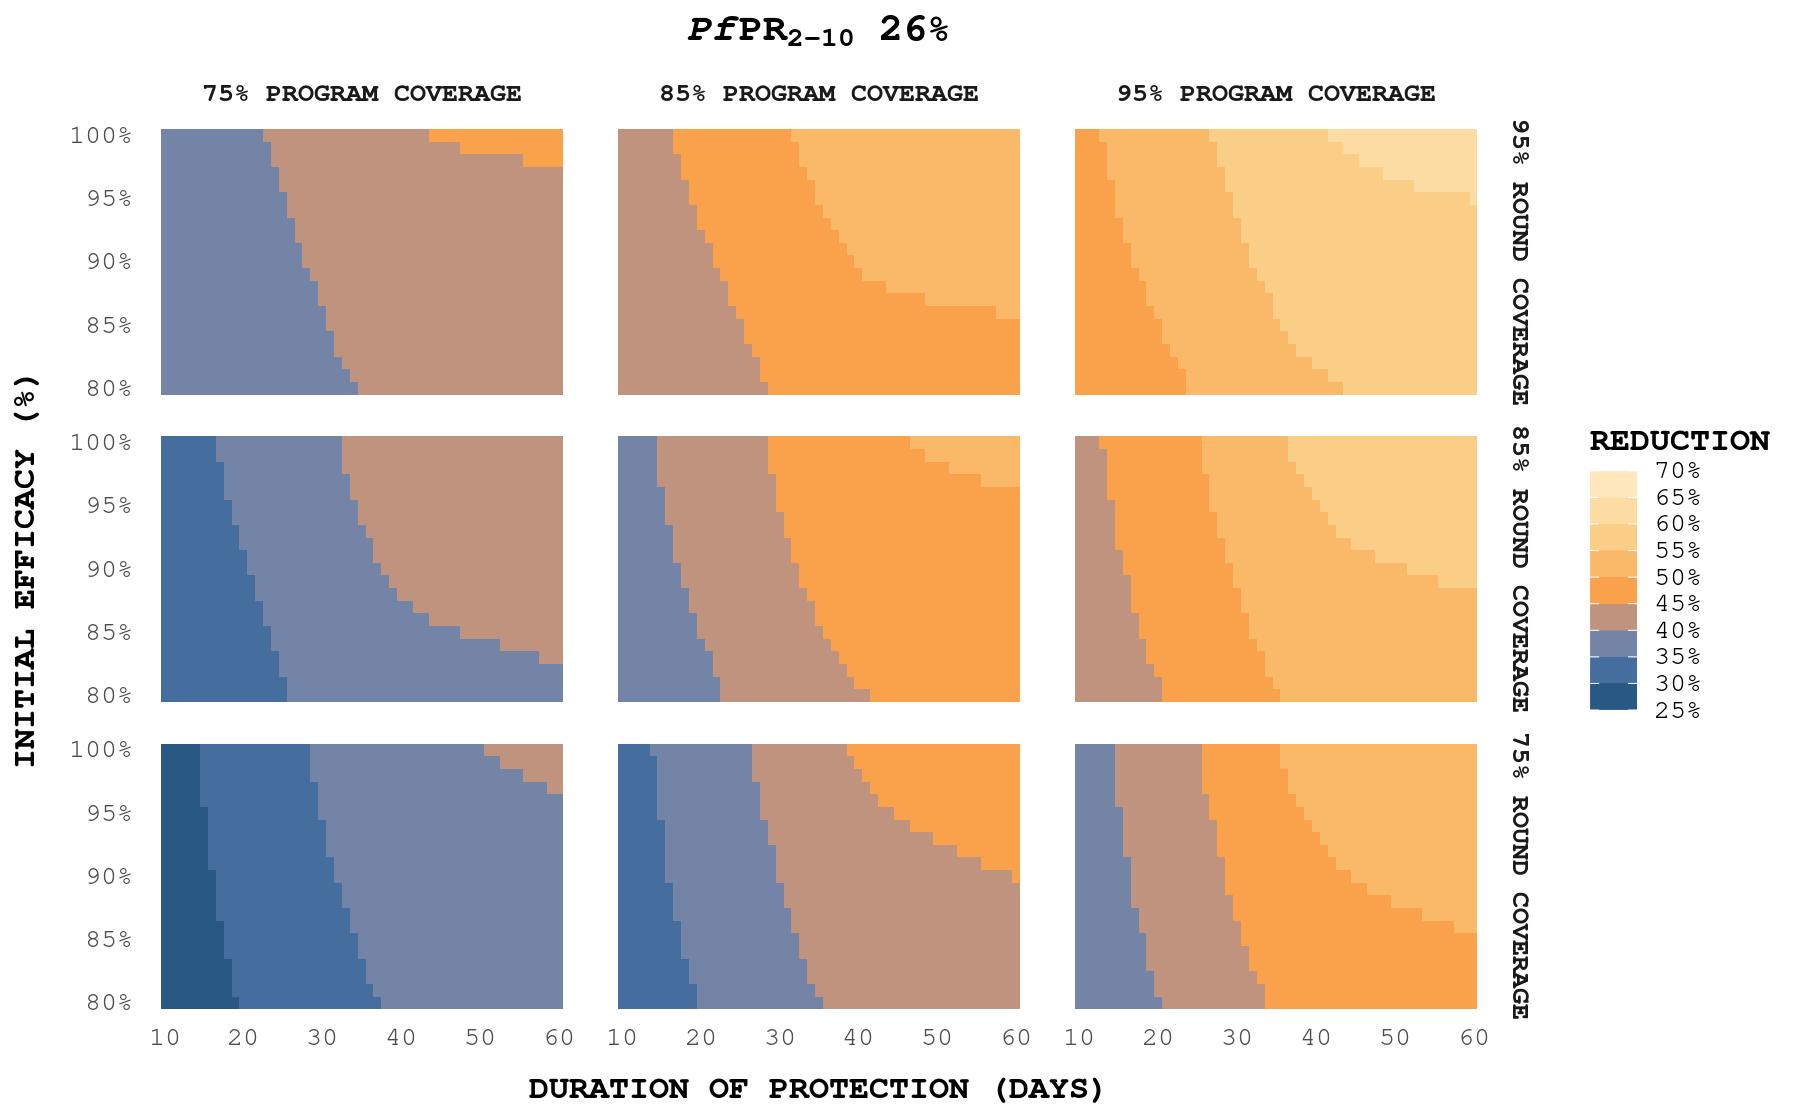 PfPR2-10 26%
75% PROGRAM COVERAGE
85% PROGRAM COVERAGE
95% PROGRAM COVERAGE
INITIAL EFFICACY (%)
100%
95%
90%
85%
80%
95% ROUND COVERAGE
100%
95%
90%
85%
80%
85% ROUND COVERAGE
100%
95%
90%
85%
80%
75% ROUND COVERAGE
10 20 30 40 50 60
10 20 30 40 50 60
10 20 30 40 50 60
DURATION OF PROTECTION (DAYS)
REDUCTION
70%
65%
60%
55%
50%
45%
40%
35%
30%
25%